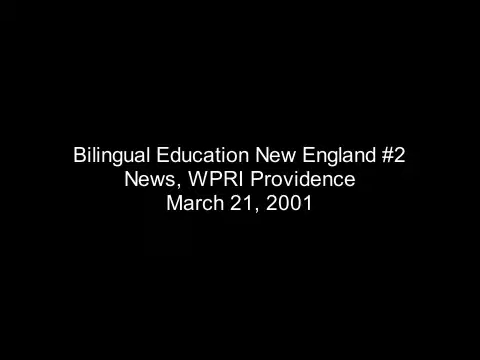 Bilingual Education New England #2
News, WPRI Providence
March 21, 2001